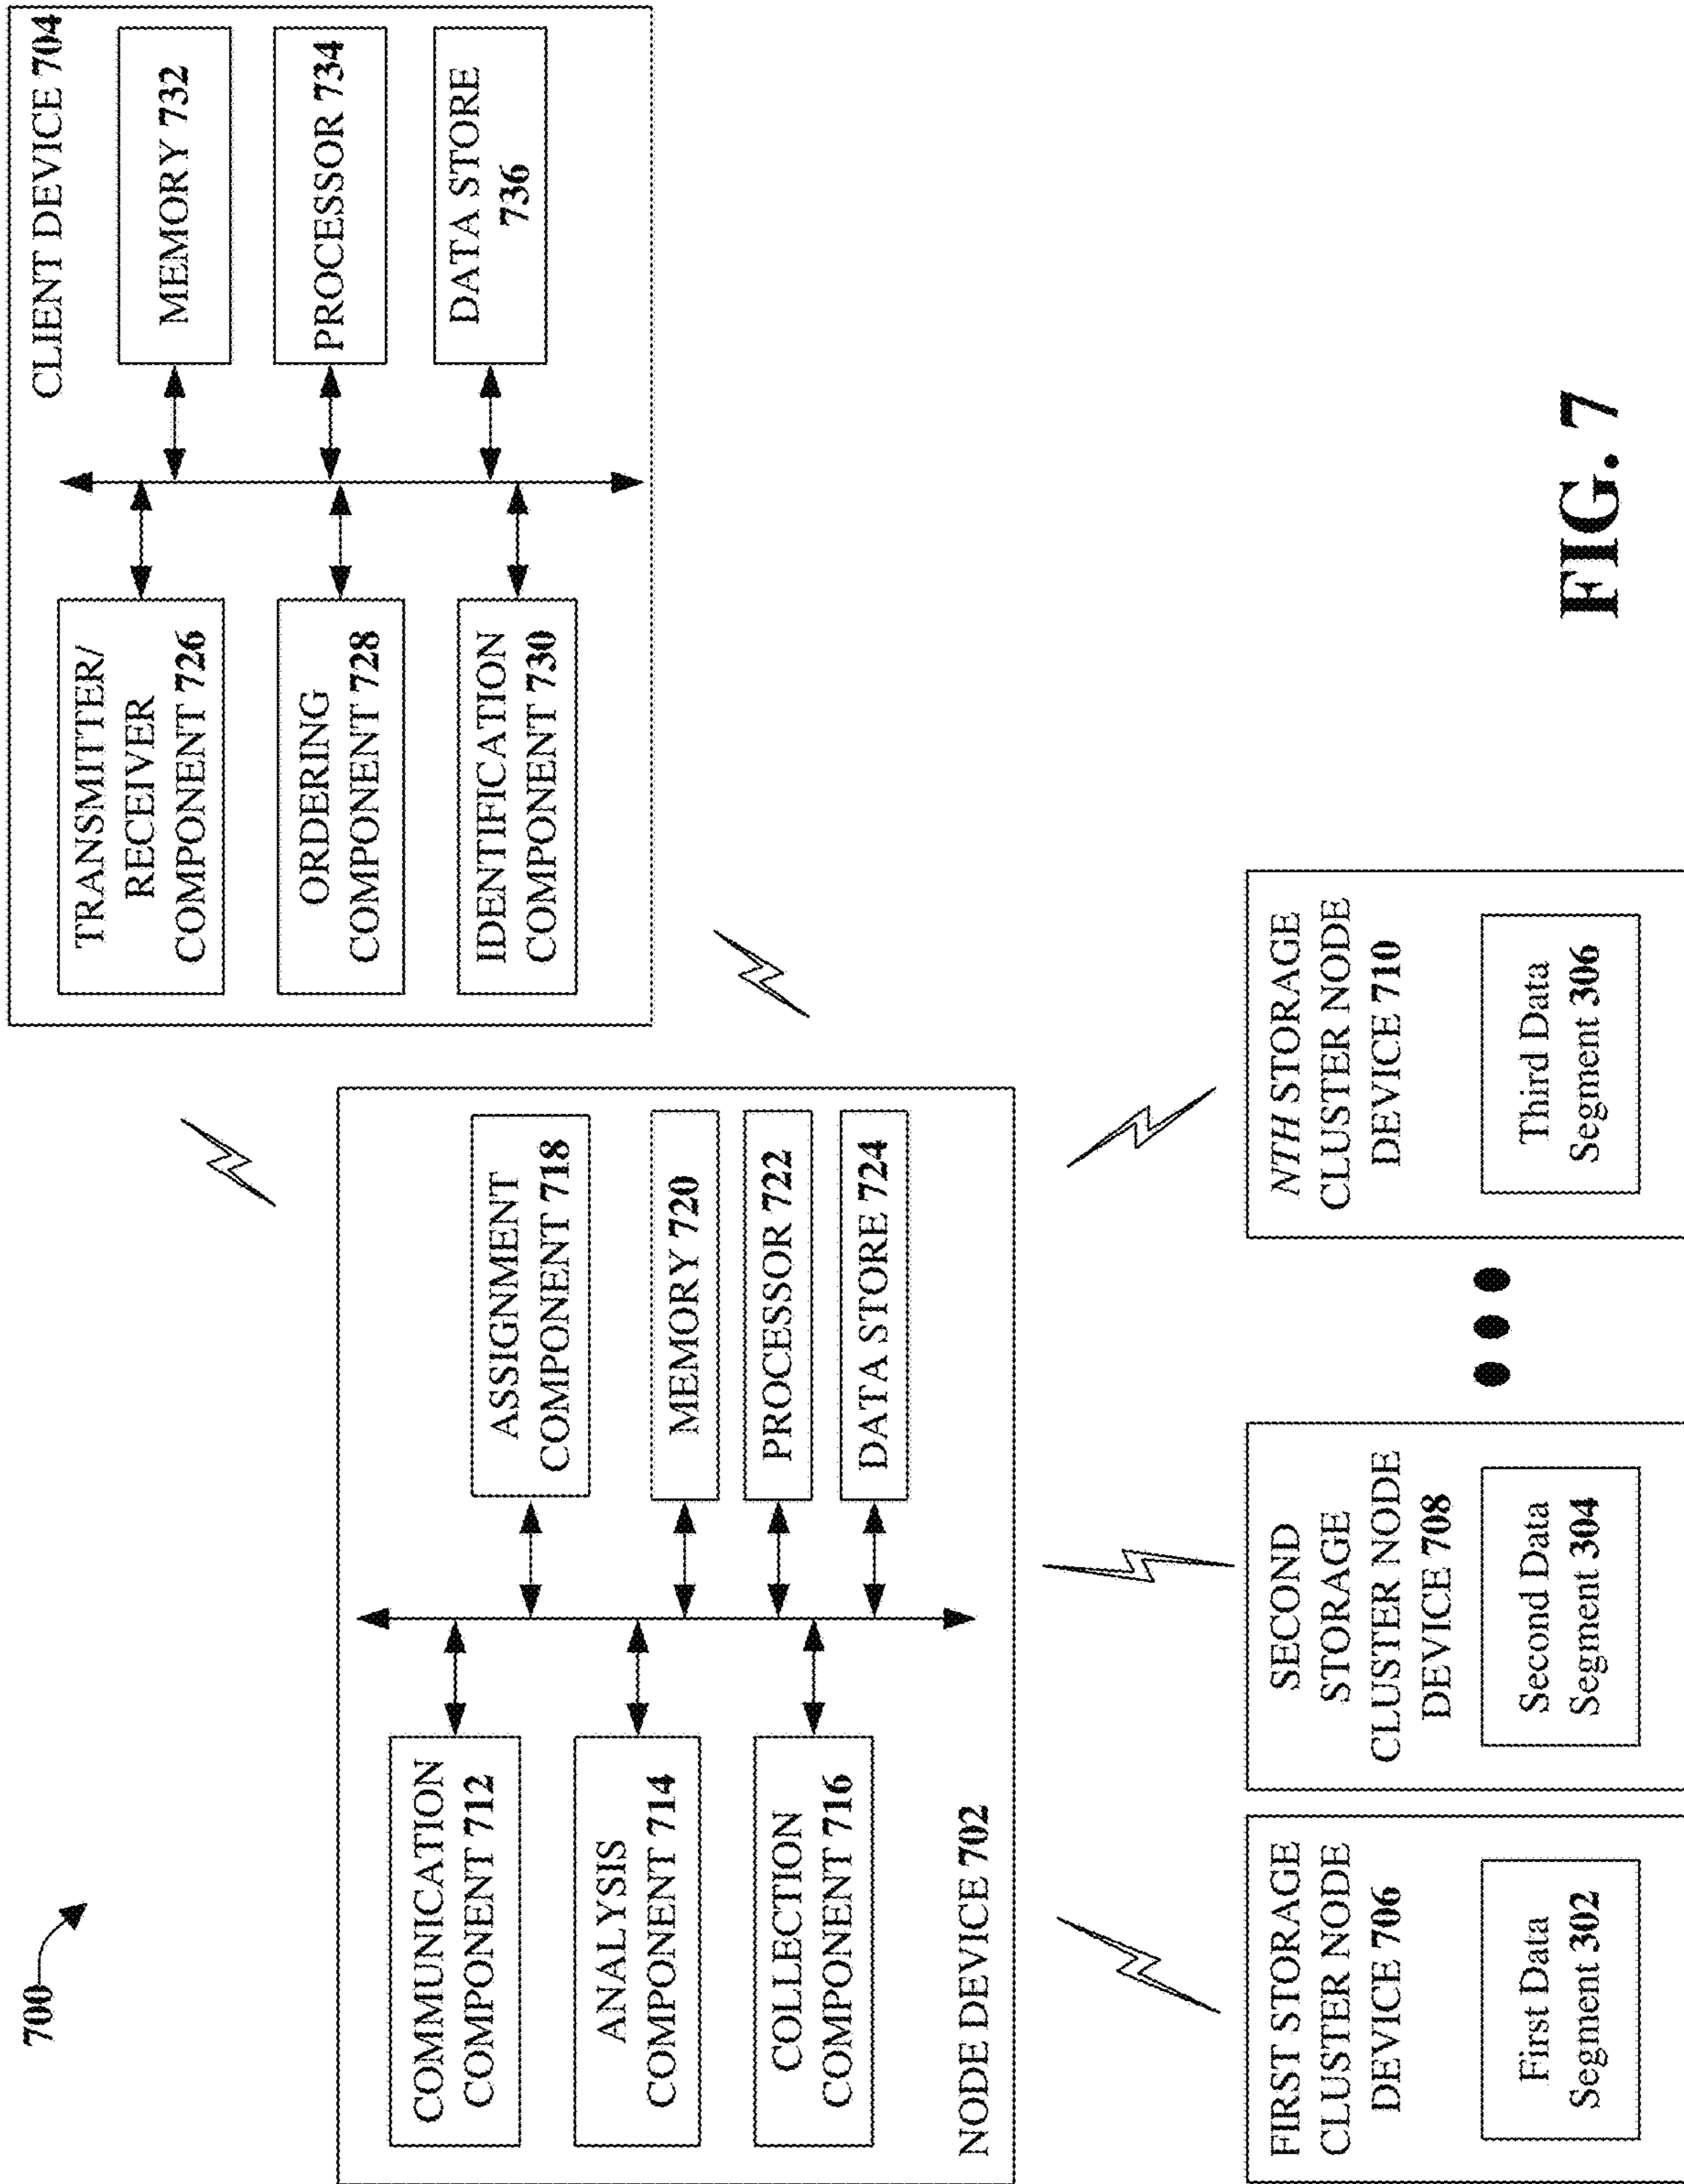 700
CLIENT DEVICE 704
TRANSMITTER/
RECEIVER
COMPONENT 726
ORDERING
COMPONENT 728
IDENTIFICATION
COMPONENT 730
MEMORY 732
PROCESSOR 734
DATA STORE
736
COMMUNICATION
COMPONENT 712
ANALYSIS
COMPONENT 714
COLLECTION
COMPONENT 716
ASSIGNMENT
COMPONENT 718
MEMORY 720
PROCESSOR 722
DATA STORE 724
NODE DEVICE 702
FIRST STORAGE
CLUSTER NODE
DEVICE 706
First Data
Segment 302
SECOND
STORAGE
CLUSTER NODE
DEVICE 708
Second Data
Segment 304
NTH STORAGE
CLUSTER NODE
DEVICE 710
Third Data
Segment 306
FIG. 7